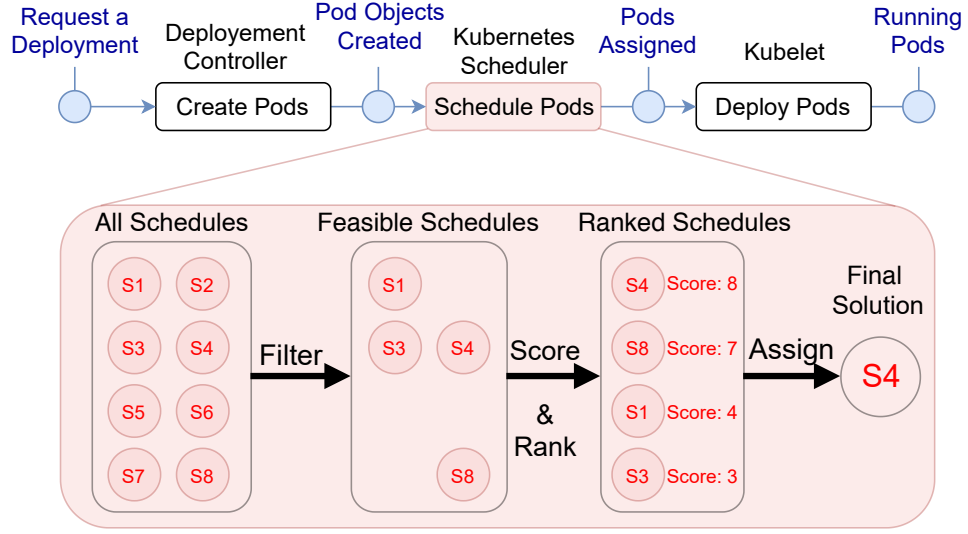 Request a
Deployment
Deployement
Controller
Pod Objects
Created
Kubernetes
Scheduler
Pods
Assigned
Kubelet
Running
Pods
Create Pods
Schedule Pods
Deploy Pods
All Schedules
Feasible Schedules
Ranked Schedules
S1 S2
S3 S4
S5 S6
S7 S8
Filter
S1
S3 S4
S8
Score
&
Rank
S4 Score: 8
S8 Score: 7
S1 Score: 4
S3 Score: 3
Assign
Final
Solution
S4